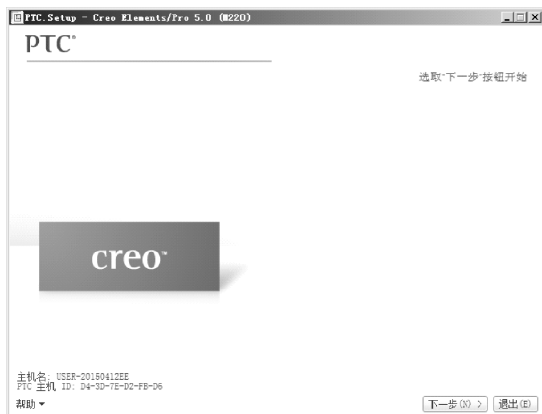 PTC.Setup - Creo Elements/Pro 5.0 (M220)
PTC®
选取"下一步"按钮开始
creo™
主机名: USER-20150412EE
PTC 主机 ID: D4-3D-7E-D2-FB-D6
帮助
下一步(N) > 退出(E)